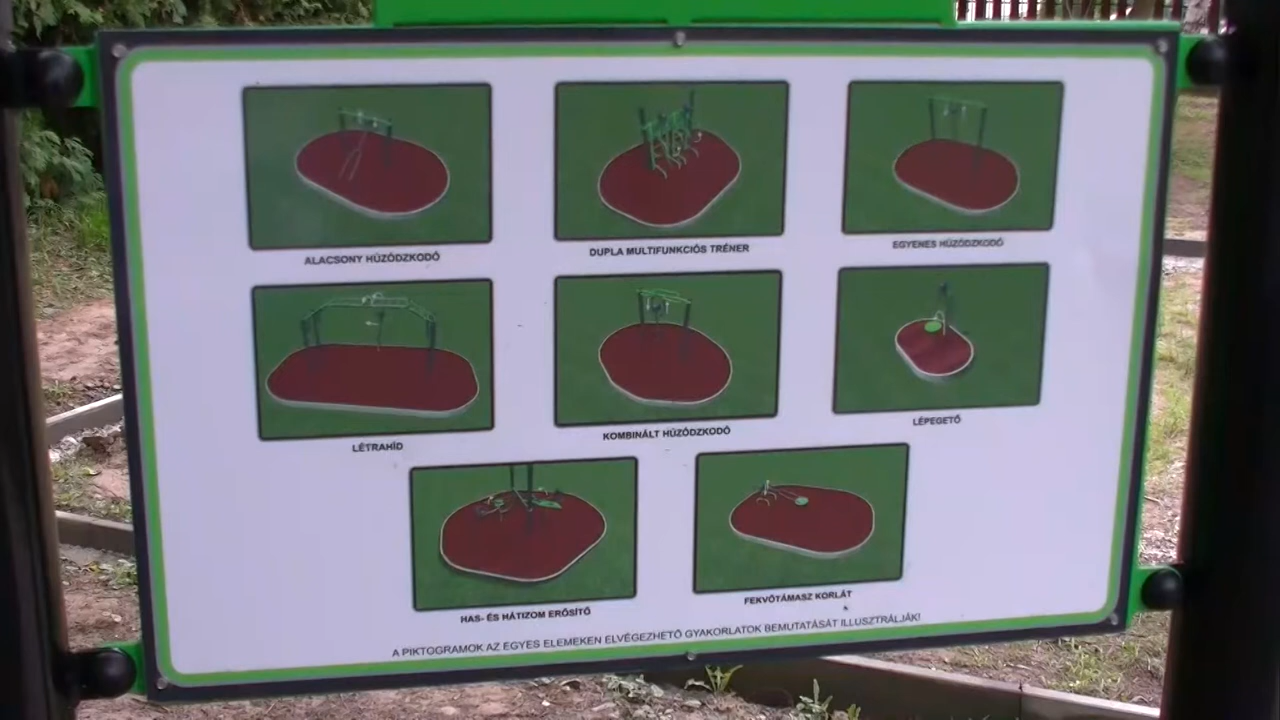 ALACSONY HÚZÓDZKODÓ
DUPLA MULTIFUNKCIÓS TRÉNER
EGYENES HÚZÓDZKODÓ
LÉTRAHÍD
KOMBINÁLT HÚZÓDZKODÓ
LÉPEGETŐ
HAS- ÉS HÁTIZOM ERŐSÍTŐ
FEKVŐTÁMASZ KORLÁT
A PIKTOGRAMOK AZ EGYES ELEMEKEN ELVÉGEZHETŐ GYAKORLATOK BEMUTATÁSÁT ILLUSZTRÁLJÁK!